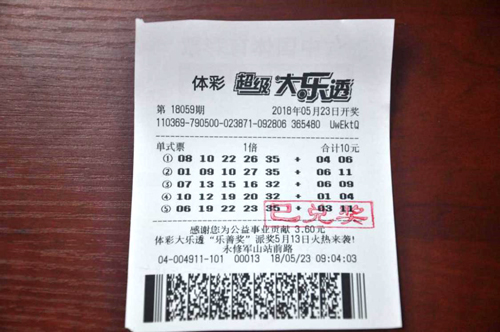 体彩 超级大乐透
第 18059期 2018年05月23日开奖
110369-790500-023871-092806 365480 UwEktQ
单式票 1倍 合计10元
① 08 10 22 26 35 + 04 06
② 01 09 10 27 35 + 06 11
③ 07 13 15 16 32 + 06 09
④ 10 12 19 20 32 + 01 04
⑤ 06 19 22 23 35 + 03 11
已兑奖
感谢您为公益事业贡献 3.60元
体彩大乐透“乐善奖”派奖5月13日火热来袭!
永修军山站前路
04-004911-101 00013 18/05/23 09:04:03